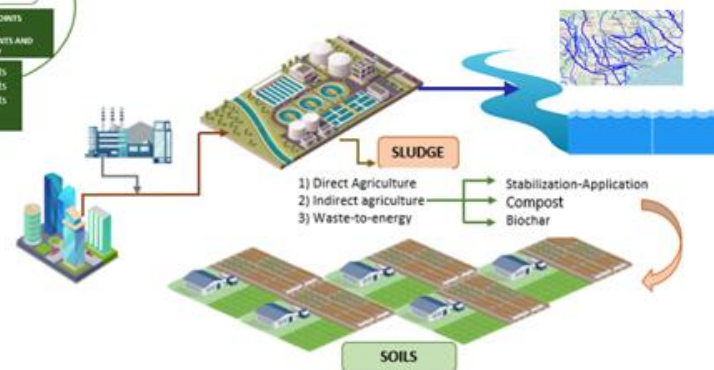 OINTS
NTS AND
SLUDGE
1) Direct Agriculture
2) Indirect agriculture
3) Waste-to-energy
Stabilization-Application
Compost
Biochar
SOILS